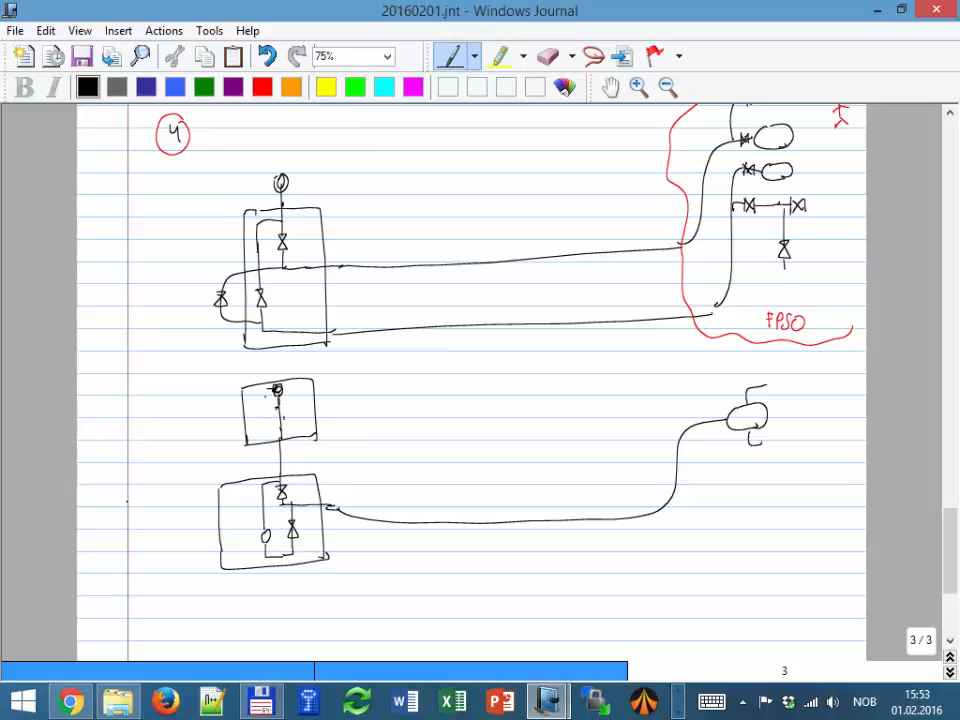 20160201.jnt - Windows Journal
File Edit View Insert Actions Tools Help
75%
B I
4
FPSO
3 / 3
3
NOB
15:53
01.02.2016